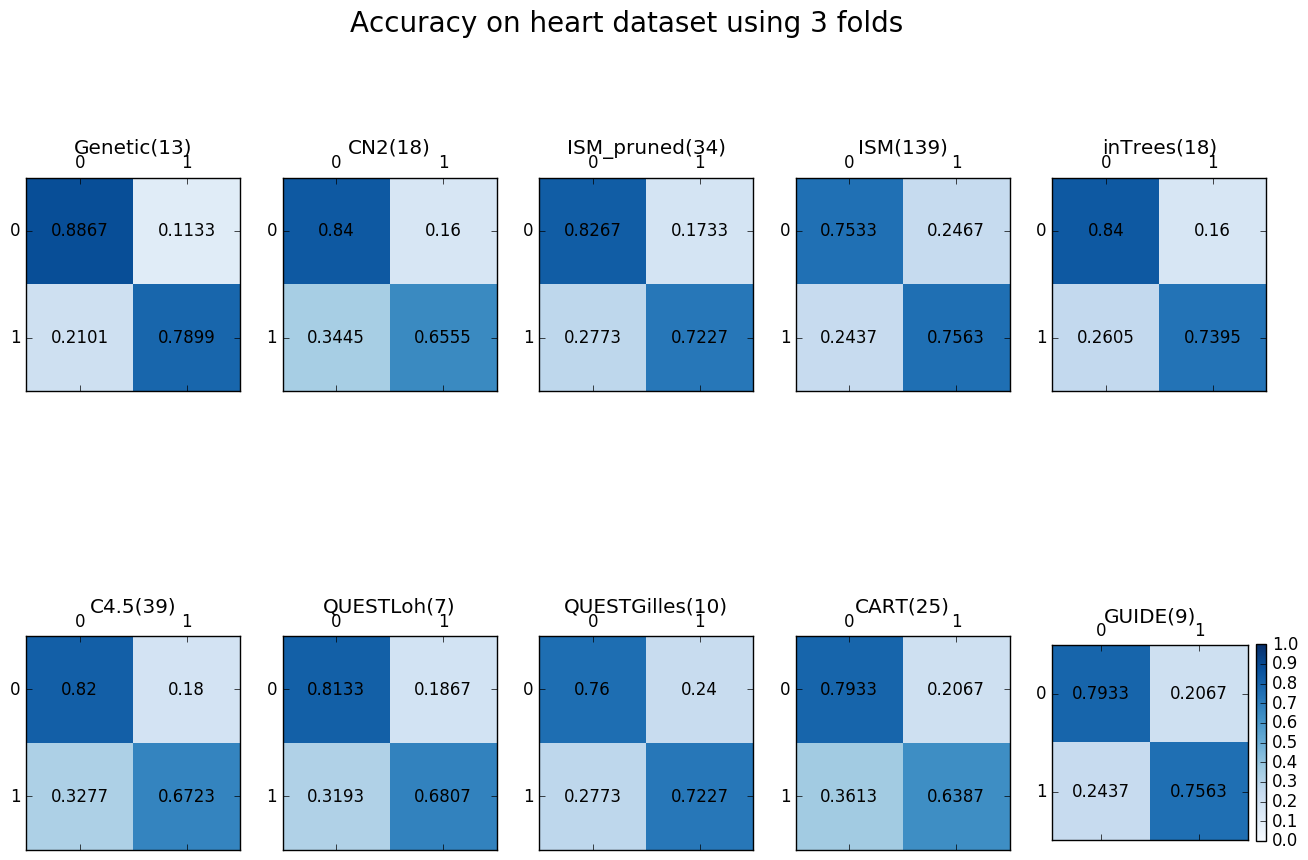 Accuracy on heart dataset using 3 folds
Genetic(13) CN2(18) ISM_pruned(34) ISM(139) inTrees(18)
0 1 0 1 0 1 0 1 0 1
0 0.8867 0.1133 0 0.84 0.16 0 0.8267 0.1733 0 0.7533 0.2467 0 0.84 0.16
1 0.2101 0.7899 1 0.3445 0.6555 1 0.2773 0.7227 1 0.2437 0.7563 1 0.2605 0.7395
C4.5(39) QUESTLoh(7) QUESTGilles(10) CART(25) GUIDE(9)
0 1 0 1 0 1 0 1 0 1
0 0.82 0.18 0 0.8133 0.1867 0 0.76 0.24 0 0.7933 0.2067 0 0.7933 0.2067
1 0.3277 0.6723 1 0.3193 0.6807 1 0.2773 0.7227 1 0.3613 0.6387 1 0.2437 0.7563
1.0
0.9
0.8
0.7
0.6
0.5
0.4
0.3
0.2
0.1
0.0